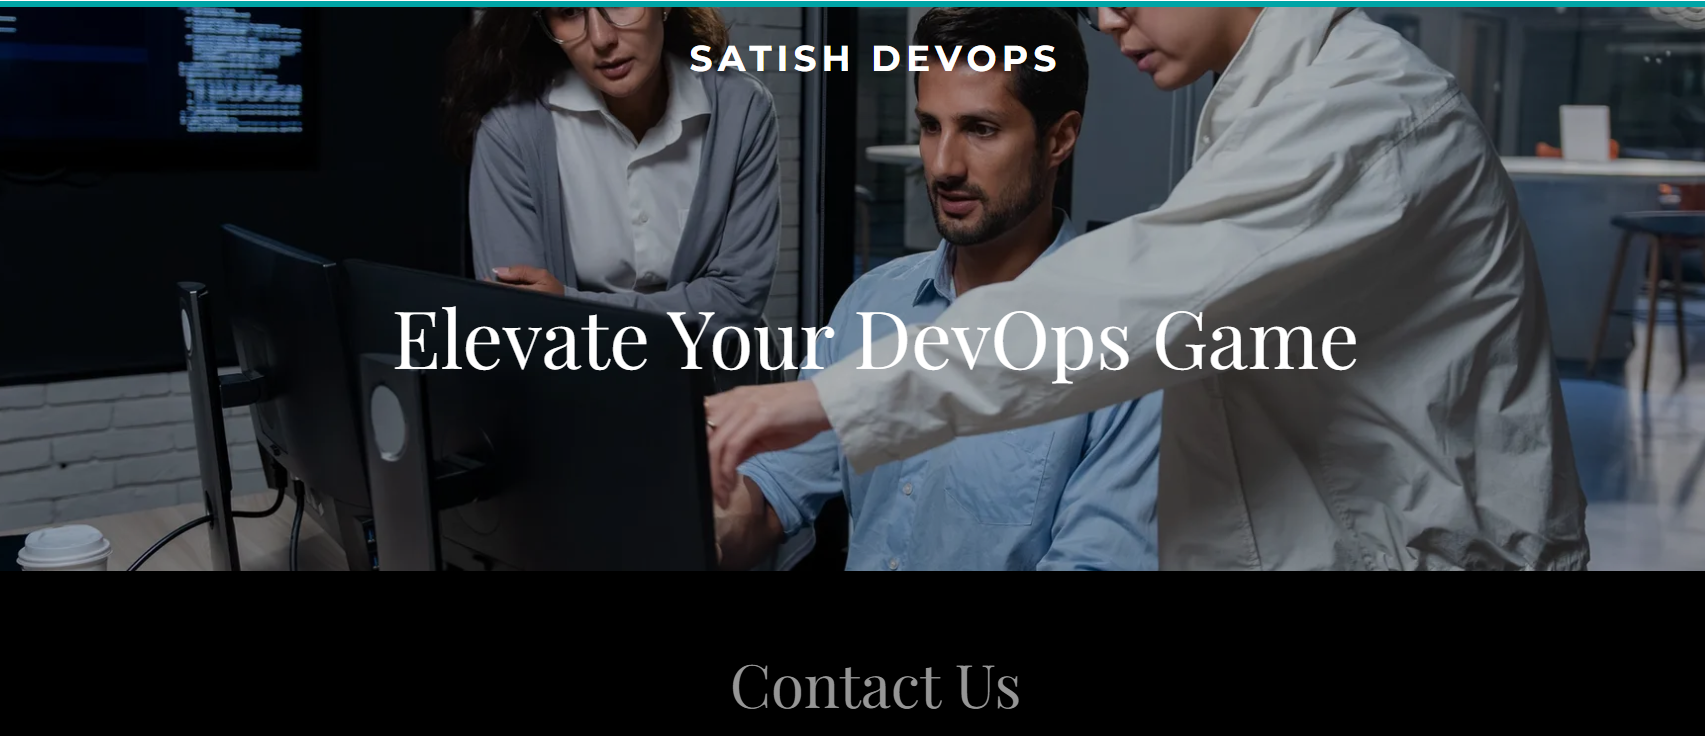 SATISH DEVOPS
Elevate Your DevOps Game
Contact Us